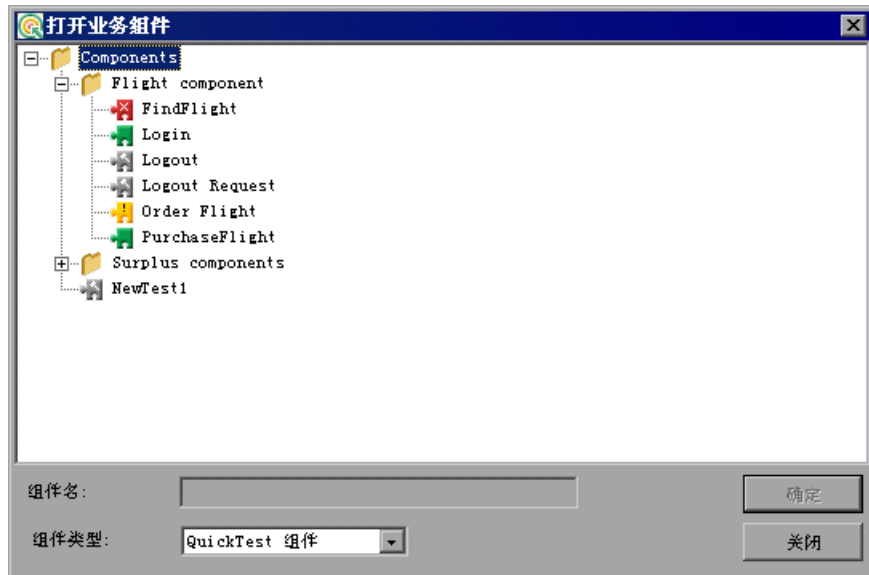 打开业务组件
Components
Flight component
FindFlight
Login
Logout
Logout Request
Order Flight
PurchaseFlight
Surplus components
NewTest1
组件名:
确定
组件类型:
QuickTest 组件
关闭